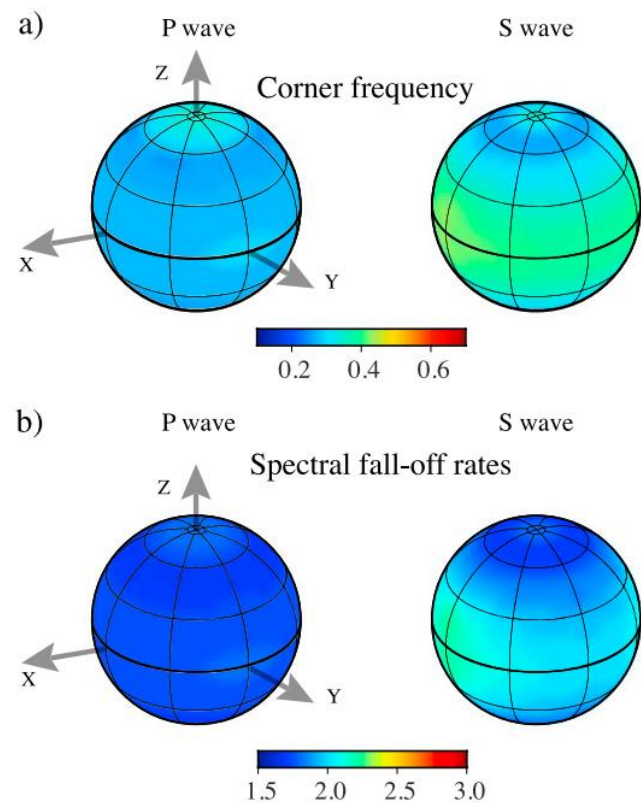 a)
P wave
S wave
Z
Corner frequency
X
Y
0.2 0.4 0.6
b)
P wave
S wave
Z
Spectral fall-off rates
X
Y
1.5 2.0 2.5 3.0